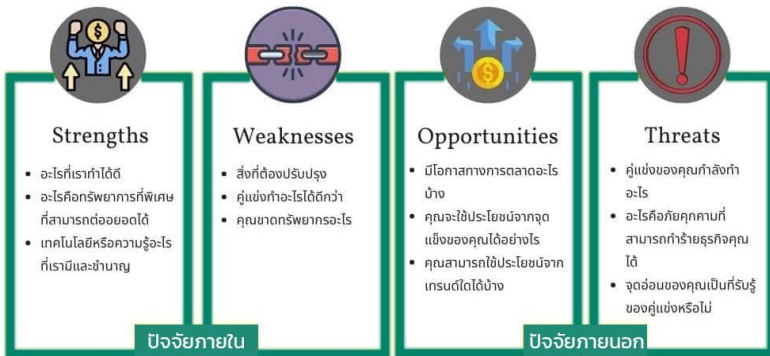 Strengths
• อะไรที่เราทำได้ดี
• อะไรคือทรัพยาการที่พิเศษ
ที่สามารถต่อยอดได้
• เทคโนโลยีหรือความรู้อะไร
ที่เรามีและชำนาญ
Weaknesses
• สิ่งที่ต้องปรับปรุง
• คู่แข่งทำอะไรได้ดีกว่า
• คุณขาดทรัพยากรอะไร
ปัจจัยภายใน
Opportunities
• มีโอกาสทางการตลาดอะไร
บ้าง
• คุณจะใช้ประโยชน์จากจุด
แข็งของคุณได้อย่างไร
• คุณสามารถใช้ประโยชน์จาก
เทรนด์ใดได้บ้าง
Threats
• คู่แข่งของคุณกำลังทำ
อะไร
• อะไรคือภัยคุกคามที่
สามารถทำร้ายธุรกิจคุณ
ได้
• จุดอ่อนของคุณเป็นที่รับรู้
ของคู่แข่งหรือไม่
ปัจจัยภายนอก